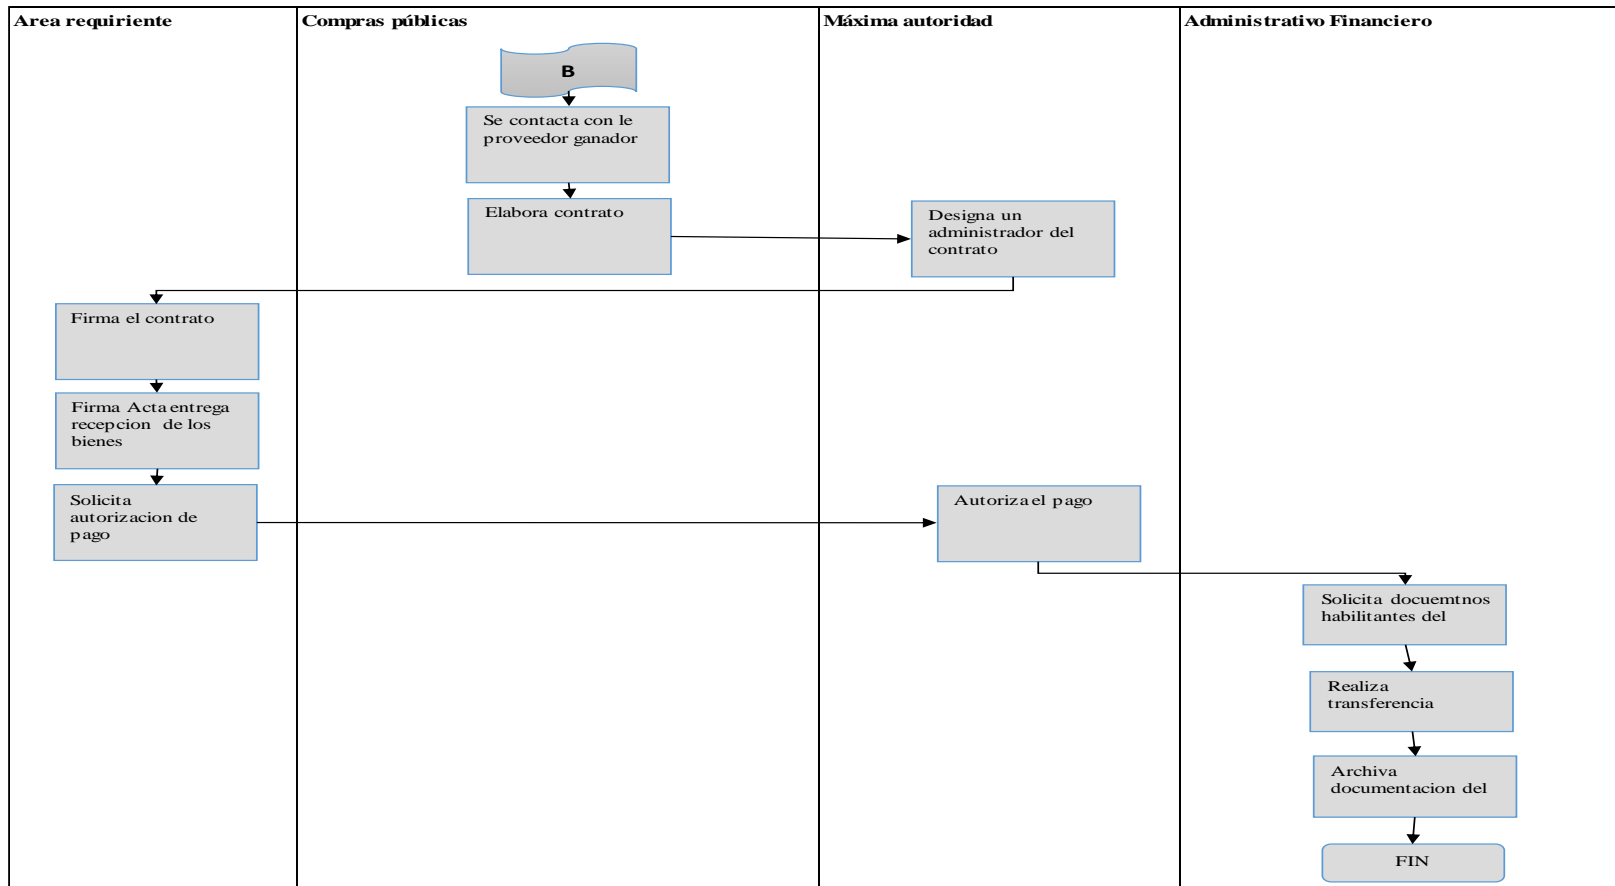 Area requiriente
Compras públicas
Máxima autoridad
Administrativo Financiero
B
Se contacta con le
proveedor ganador
Elabora contrato
Designa un
administrador del
contrato
Firma el contrato
Firma Acta entrega
recepcion de los
bienes
Solicita
autorizacion de
pago
Autoriza el pago
Solicita docuemtnos
habilitantes del
Realiza
transferencia
Archiva
documentacion del
FIN